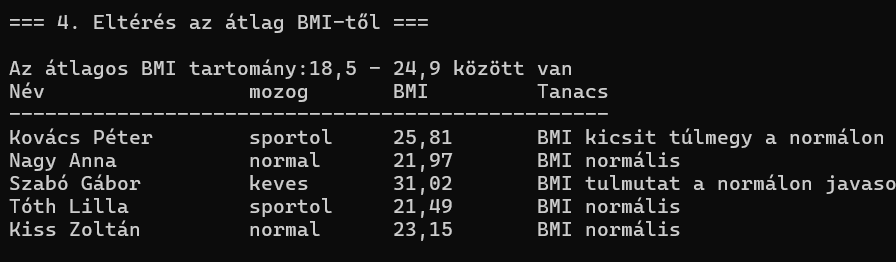 === 4. Eltérés az átlag BMI-től ===
Az átlagos BMI tartomány:18,5 - 24,9 között van
Név mozog BMI Tanacs
--------------------------------------------------
Kovács Péter sportol 25,81 BMI kicsit túlmegy a normálon
Nagy Anna normal 21,97 BMI normális
Szabó Gábor keves 31,02 BMI tulmutat a normálon javaso
Tóth Lilla sportol 21,49 BMI normális
Kiss Zoltán normal 23,15 BMI normális